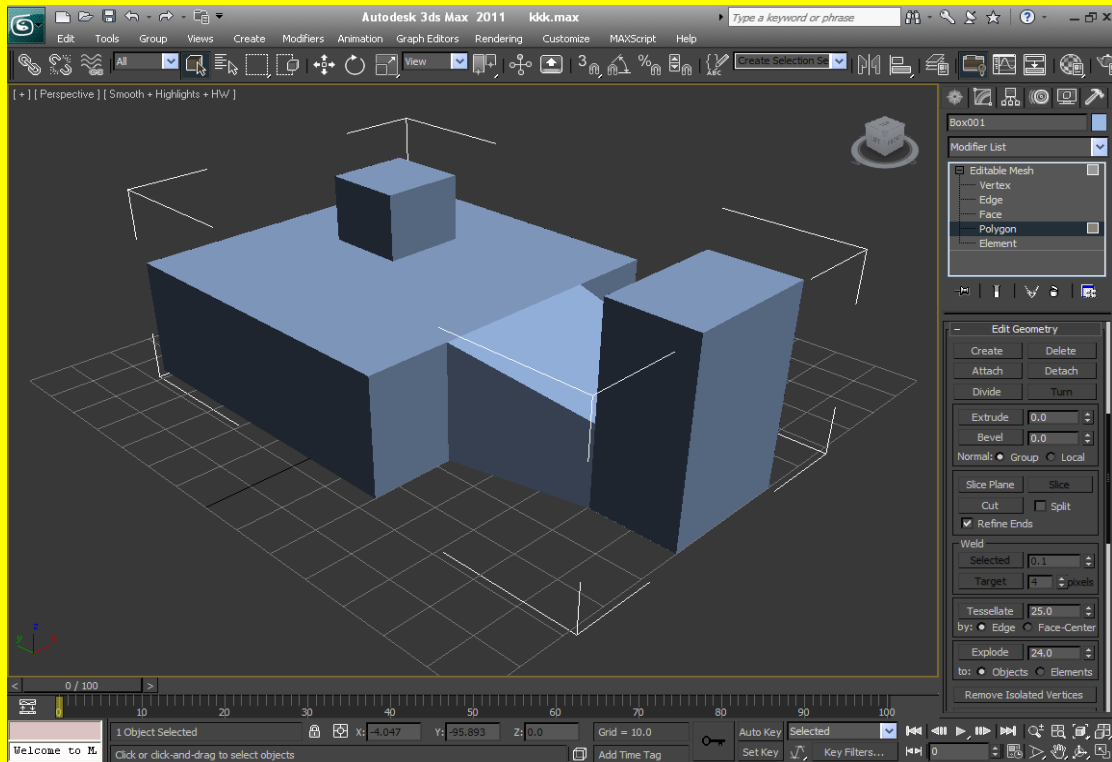 Autodesk 3ds Max 2011 kkk.max
Type a keyword or phrase
Edit Tools Group Views Create Modifiers Animation Graph Editors Rendering Customize MAXScript Help
All
View
3
%
Create Selection Se
ABC
[ + ] [ Perspective ] [ Smooth + Highlights + HW ]
Box001
Modifier List
Editable Mesh
Vertex
Edge
Face
Polygon
Element
– Edit Geometry
Create Delete
Attach Detach
Divide Turn
Extrude 0.0
Bevel 0.0
Normal: Group Local
Slice Plane Slice
Cut Split
Refine Ends
Weld
Selected 0.1
Target 4 pixels
Tessellate 25.0
by: Edge Face-Center
Explode 24.0
to: Objects Elements
Remove Isolated Vertices
z
y x
< 0 / 100 >
0 10 20 30 40 50 60 70 80 90 100
1 Object Selected X: -4.047 Y: -95.893 Z: 0.0 Grid = 10.0 Auto Key Selected
Welcome to M. Click or click-and-drag to select objects Add Time Tag Set Key Key Filters... 0